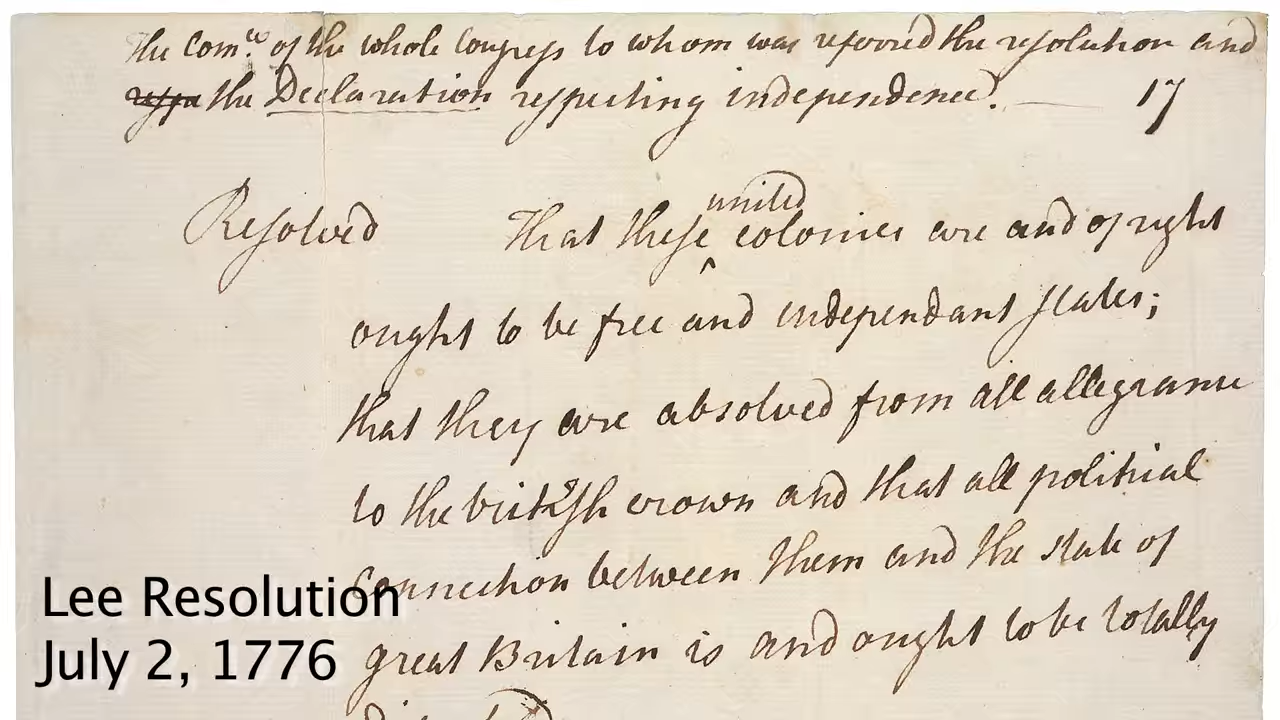 The Com.ee of the whole Congress to whom was referred the resolution and
the Declaration respecting independence. — 17
united
Resolved That these ^ colonies are and of right
ought to be free and independant states;
that they are absolved from all allegiance
to the british crown and that all political
connection between them and the state of
great Britain is and ought to be totally
Lee Resolution
July 2, 1776